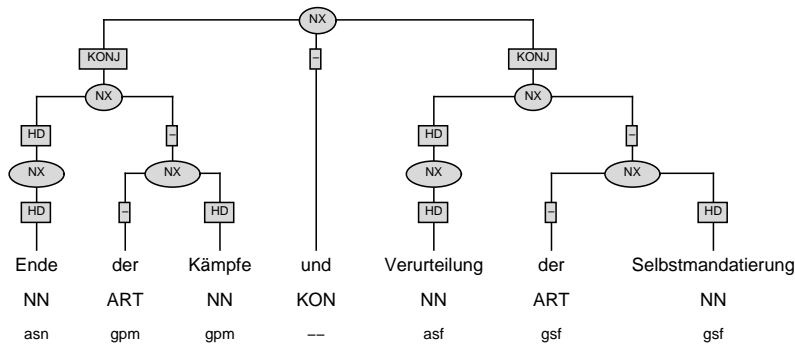 NX
KONJ – KONJ
NX NX
HD – HD –
NX NX NX NX
HD – HD HD – HD
Ende der Kämpfe und Verurteilung der Selbstmandatierung
NN ART NN KON NN ART NN
asn gpm gpm –– asf gsf gsf